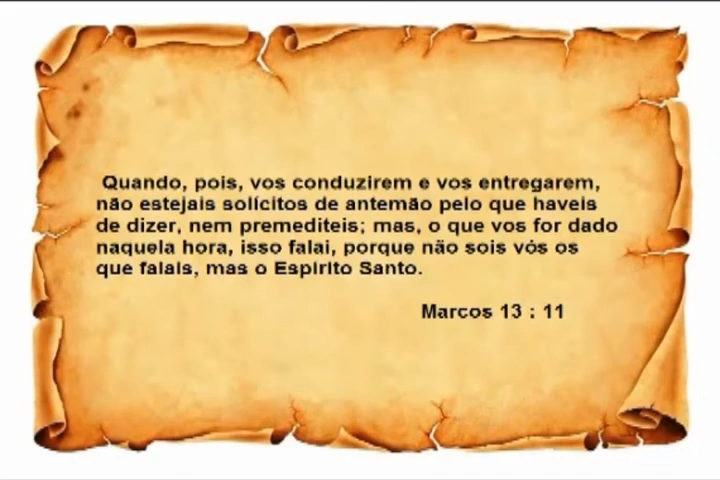 Quando, pois, vos conduzirem e vos entregarem,
não estejais solícitos de antemão pelo que haveis
de dizer, nem premediteis; mas, o que vos for dado
naquela hora, isso falai, porque não sois vós os
que falais, mas o Espírito Santo.
Marcos 13 : 11